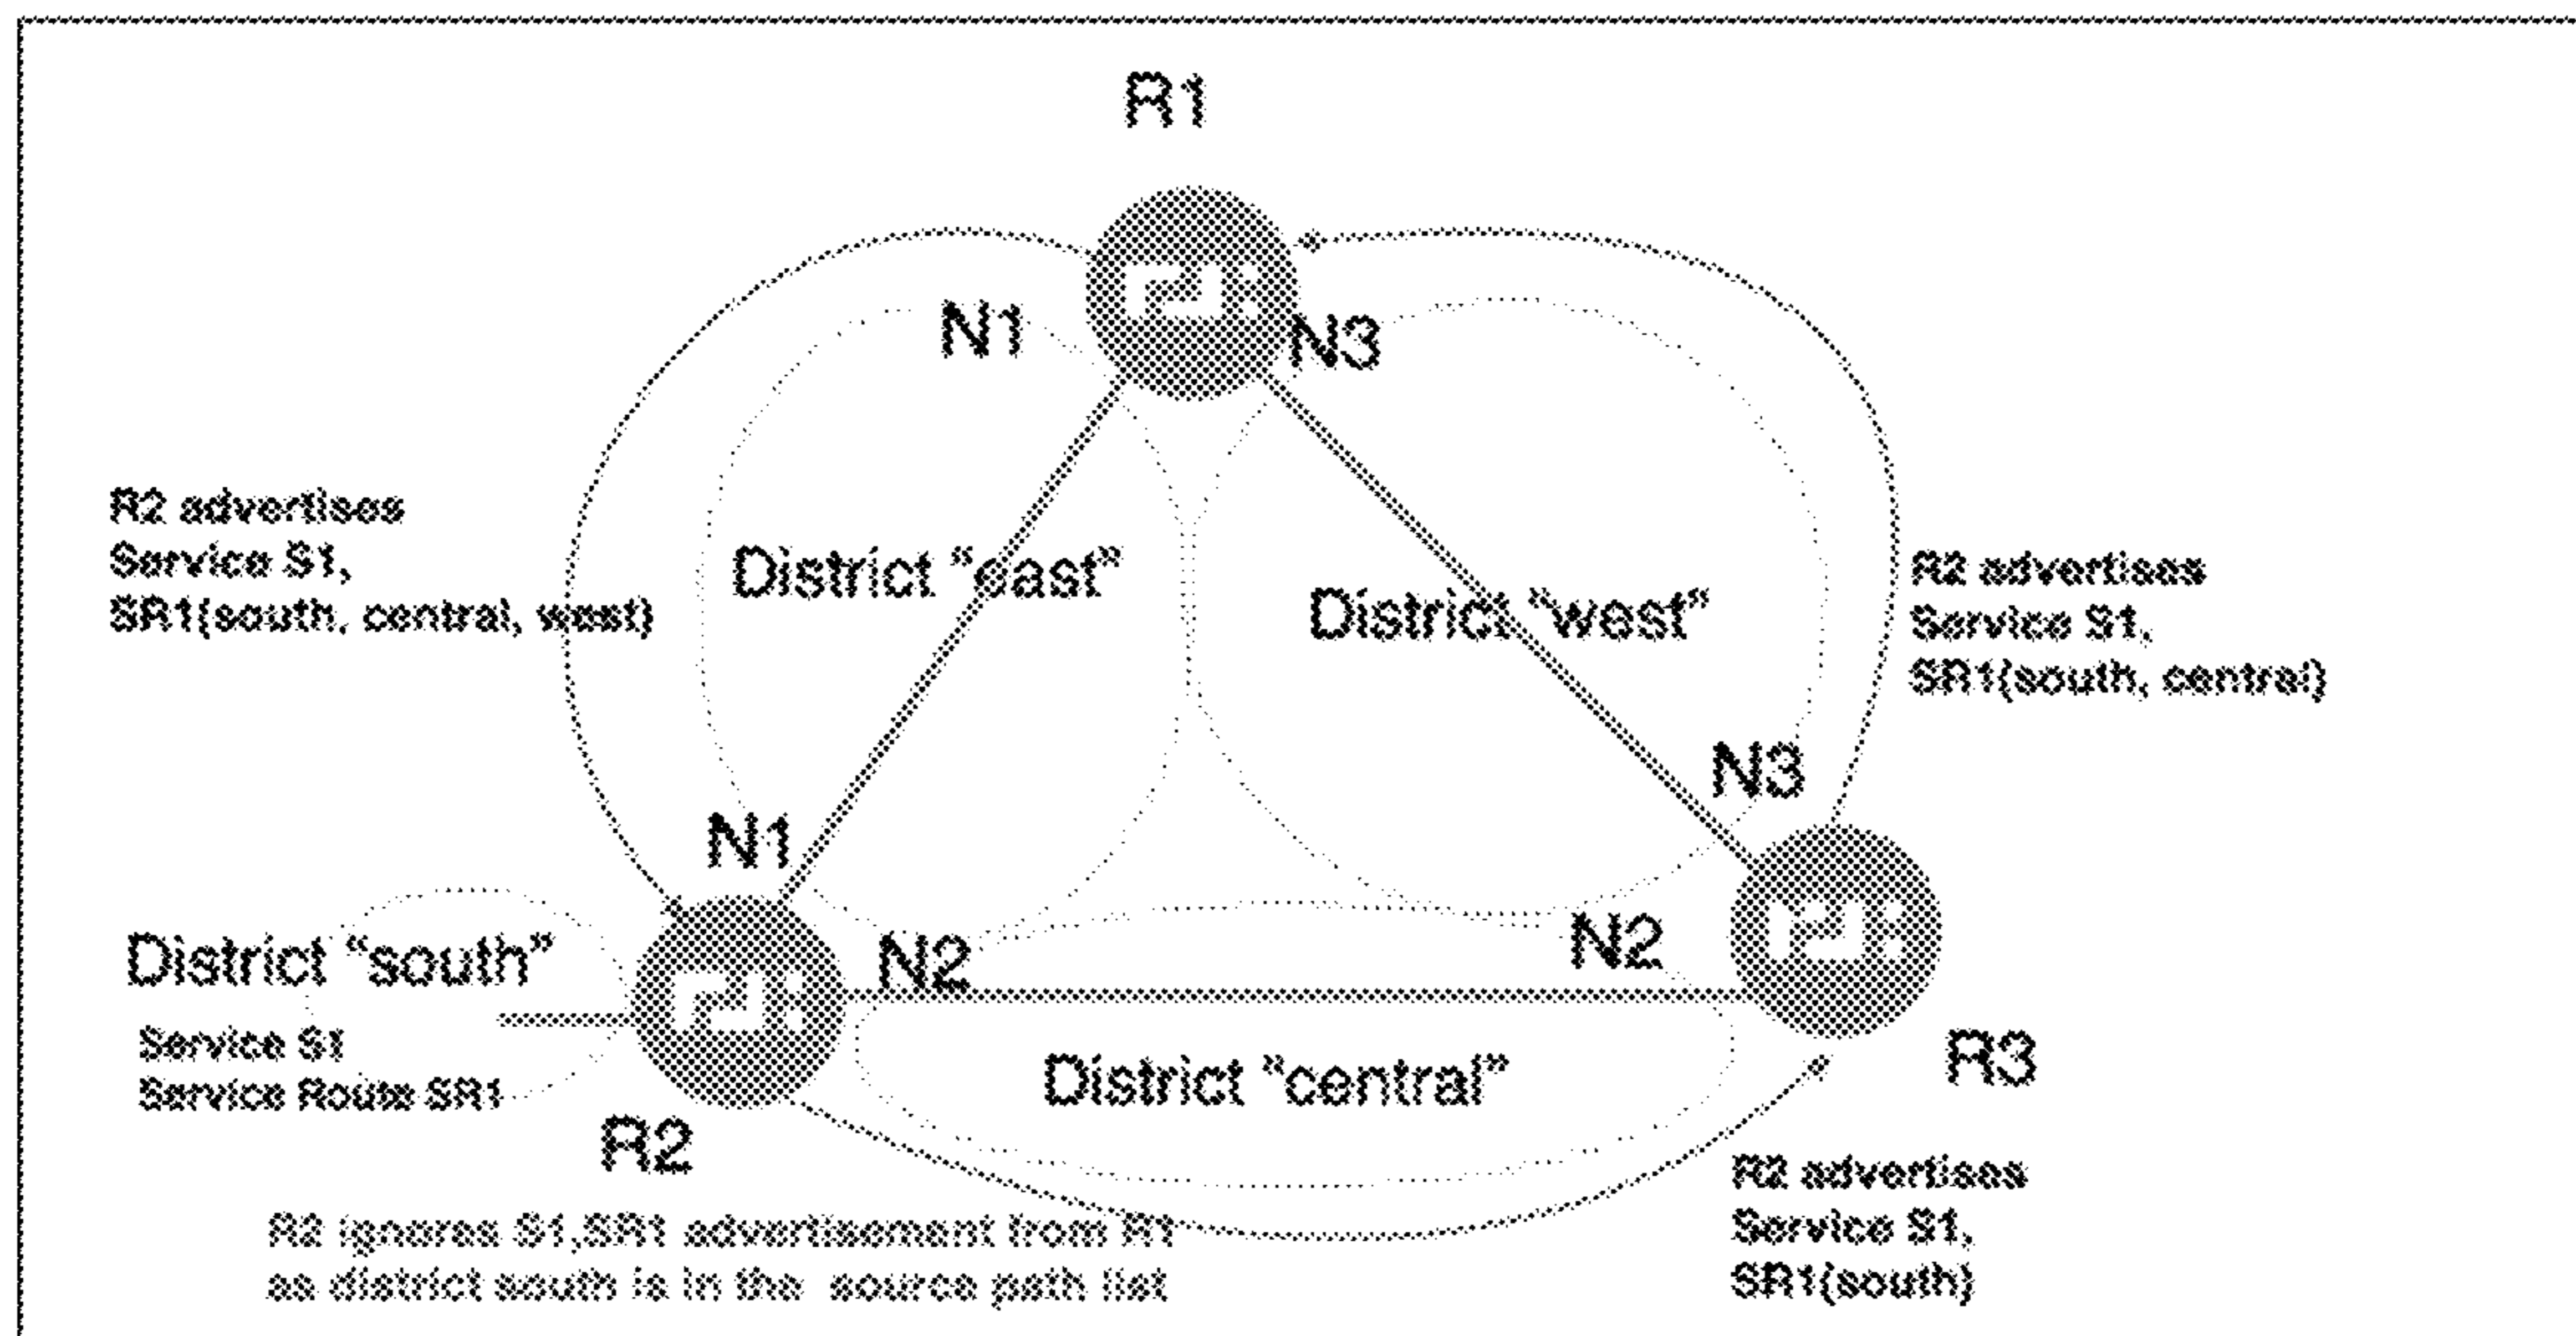 R1
N1
N3
R2 advertises
Service S1,
SR1(south, central, west)
District "east"
District "west"
R2 advertises
Service S1,
SR1(south, central)
N3
N1
N2
N2
District "south"
Service S1
Service Route SR1
District "central"
R3
R2
R2 advertises
Service S1,
SR1(south)
R2 ignores S1,SR1 advertisement from R1
as district south is in the source path list